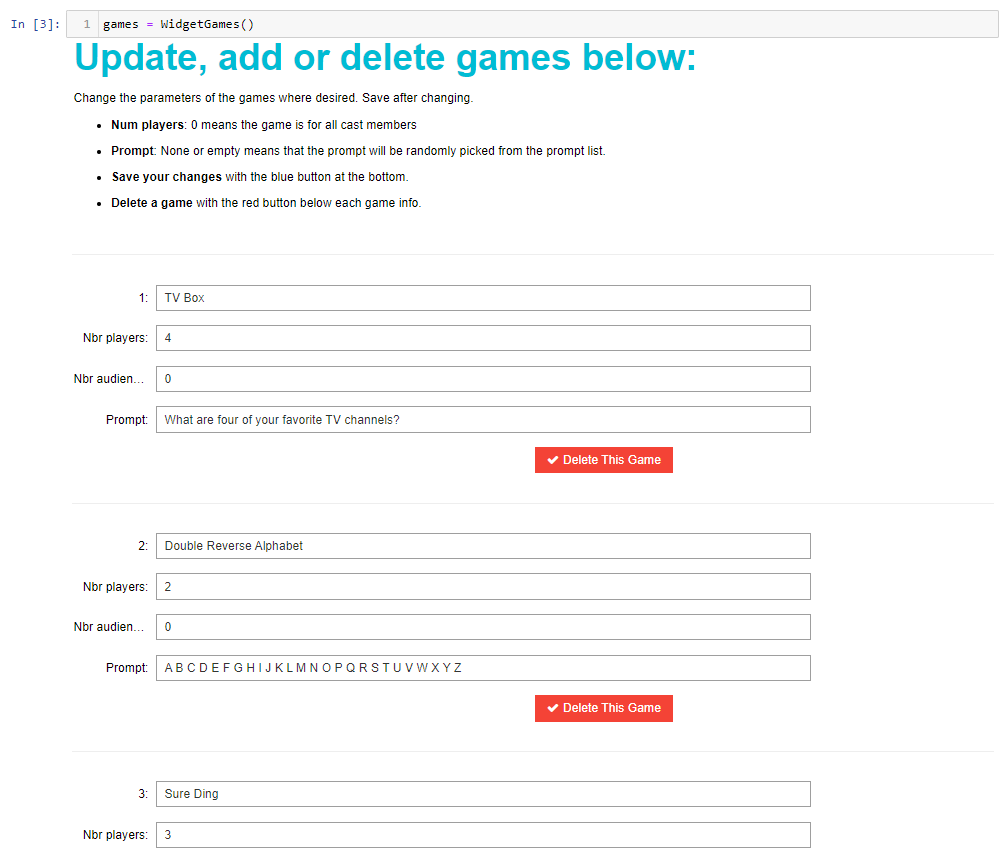 In [3]: 1 games = WidgetGames()
Update, add or delete games below:
Change the parameters of the games where desired. Save after changing.
• Num players: 0 means the game is for all cast members
• Prompt: None or empty means that the prompt will be randomly picked from the prompt list.
• Save your changes with the blue button at the bottom.
• Delete a game with the red button below each game info.
1: TV Box
Nbr players: 4
Nbr audien... 0
Prompt: What are four of your favorite TV channels?
Delete This Game
2: Double Reverse Alphabet
Nbr players: 2
Nbr audien... 0
Prompt: A B C D E F G H I J K L M N O P Q R S T U V W X Y Z
Delete This Game
3: Sure Ding
Nbr players: 3